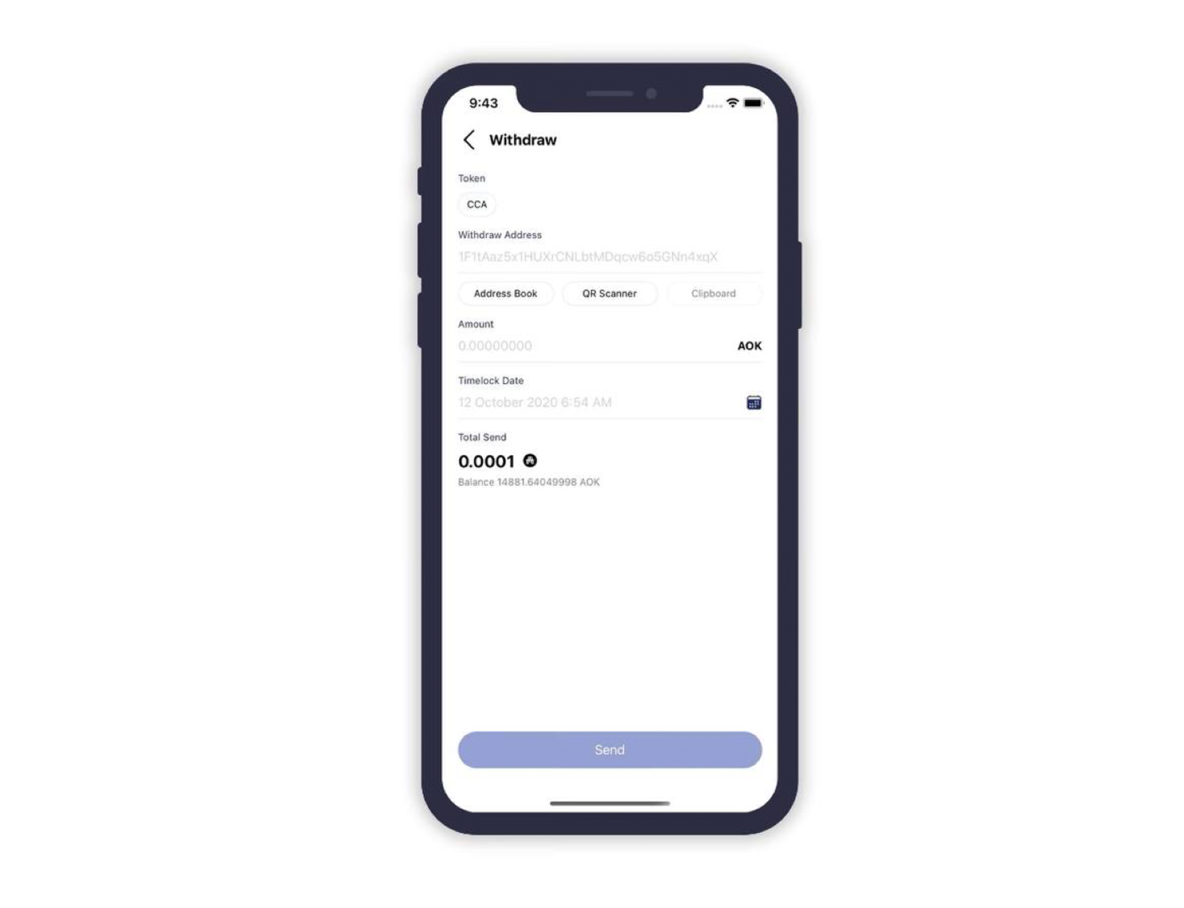 9:43
Withdraw
Token
CCA
Withdraw Address
1F1tAaz5x1HUXrCNLbtMDqcw6o5GNn4xqX
Address Book QR Scanner Clipboard
Amount
0.00000000 AOK
Timelock Date
12 October 2020 6:54 AM
Total Send
0.0001
Balance 14881.64049998 AOK
Send